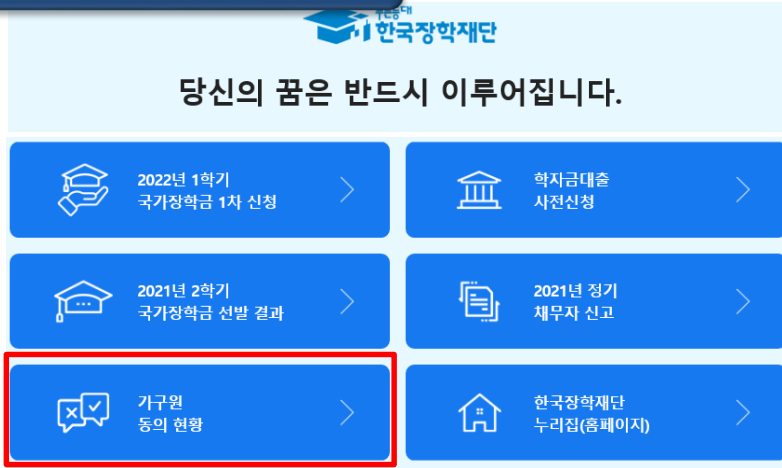 푸른등대
한국장학재단
당신의 꿈은 반드시 이루어집니다.
2022년 1학기
국가장학금 1차 신청
학자금대출
사전신청
2021년 2학기
국가장학금 선발 결과
2021년 정기
채무자 신고
가구원
동의 현황
한국장학재단
누리집(홈페이지)